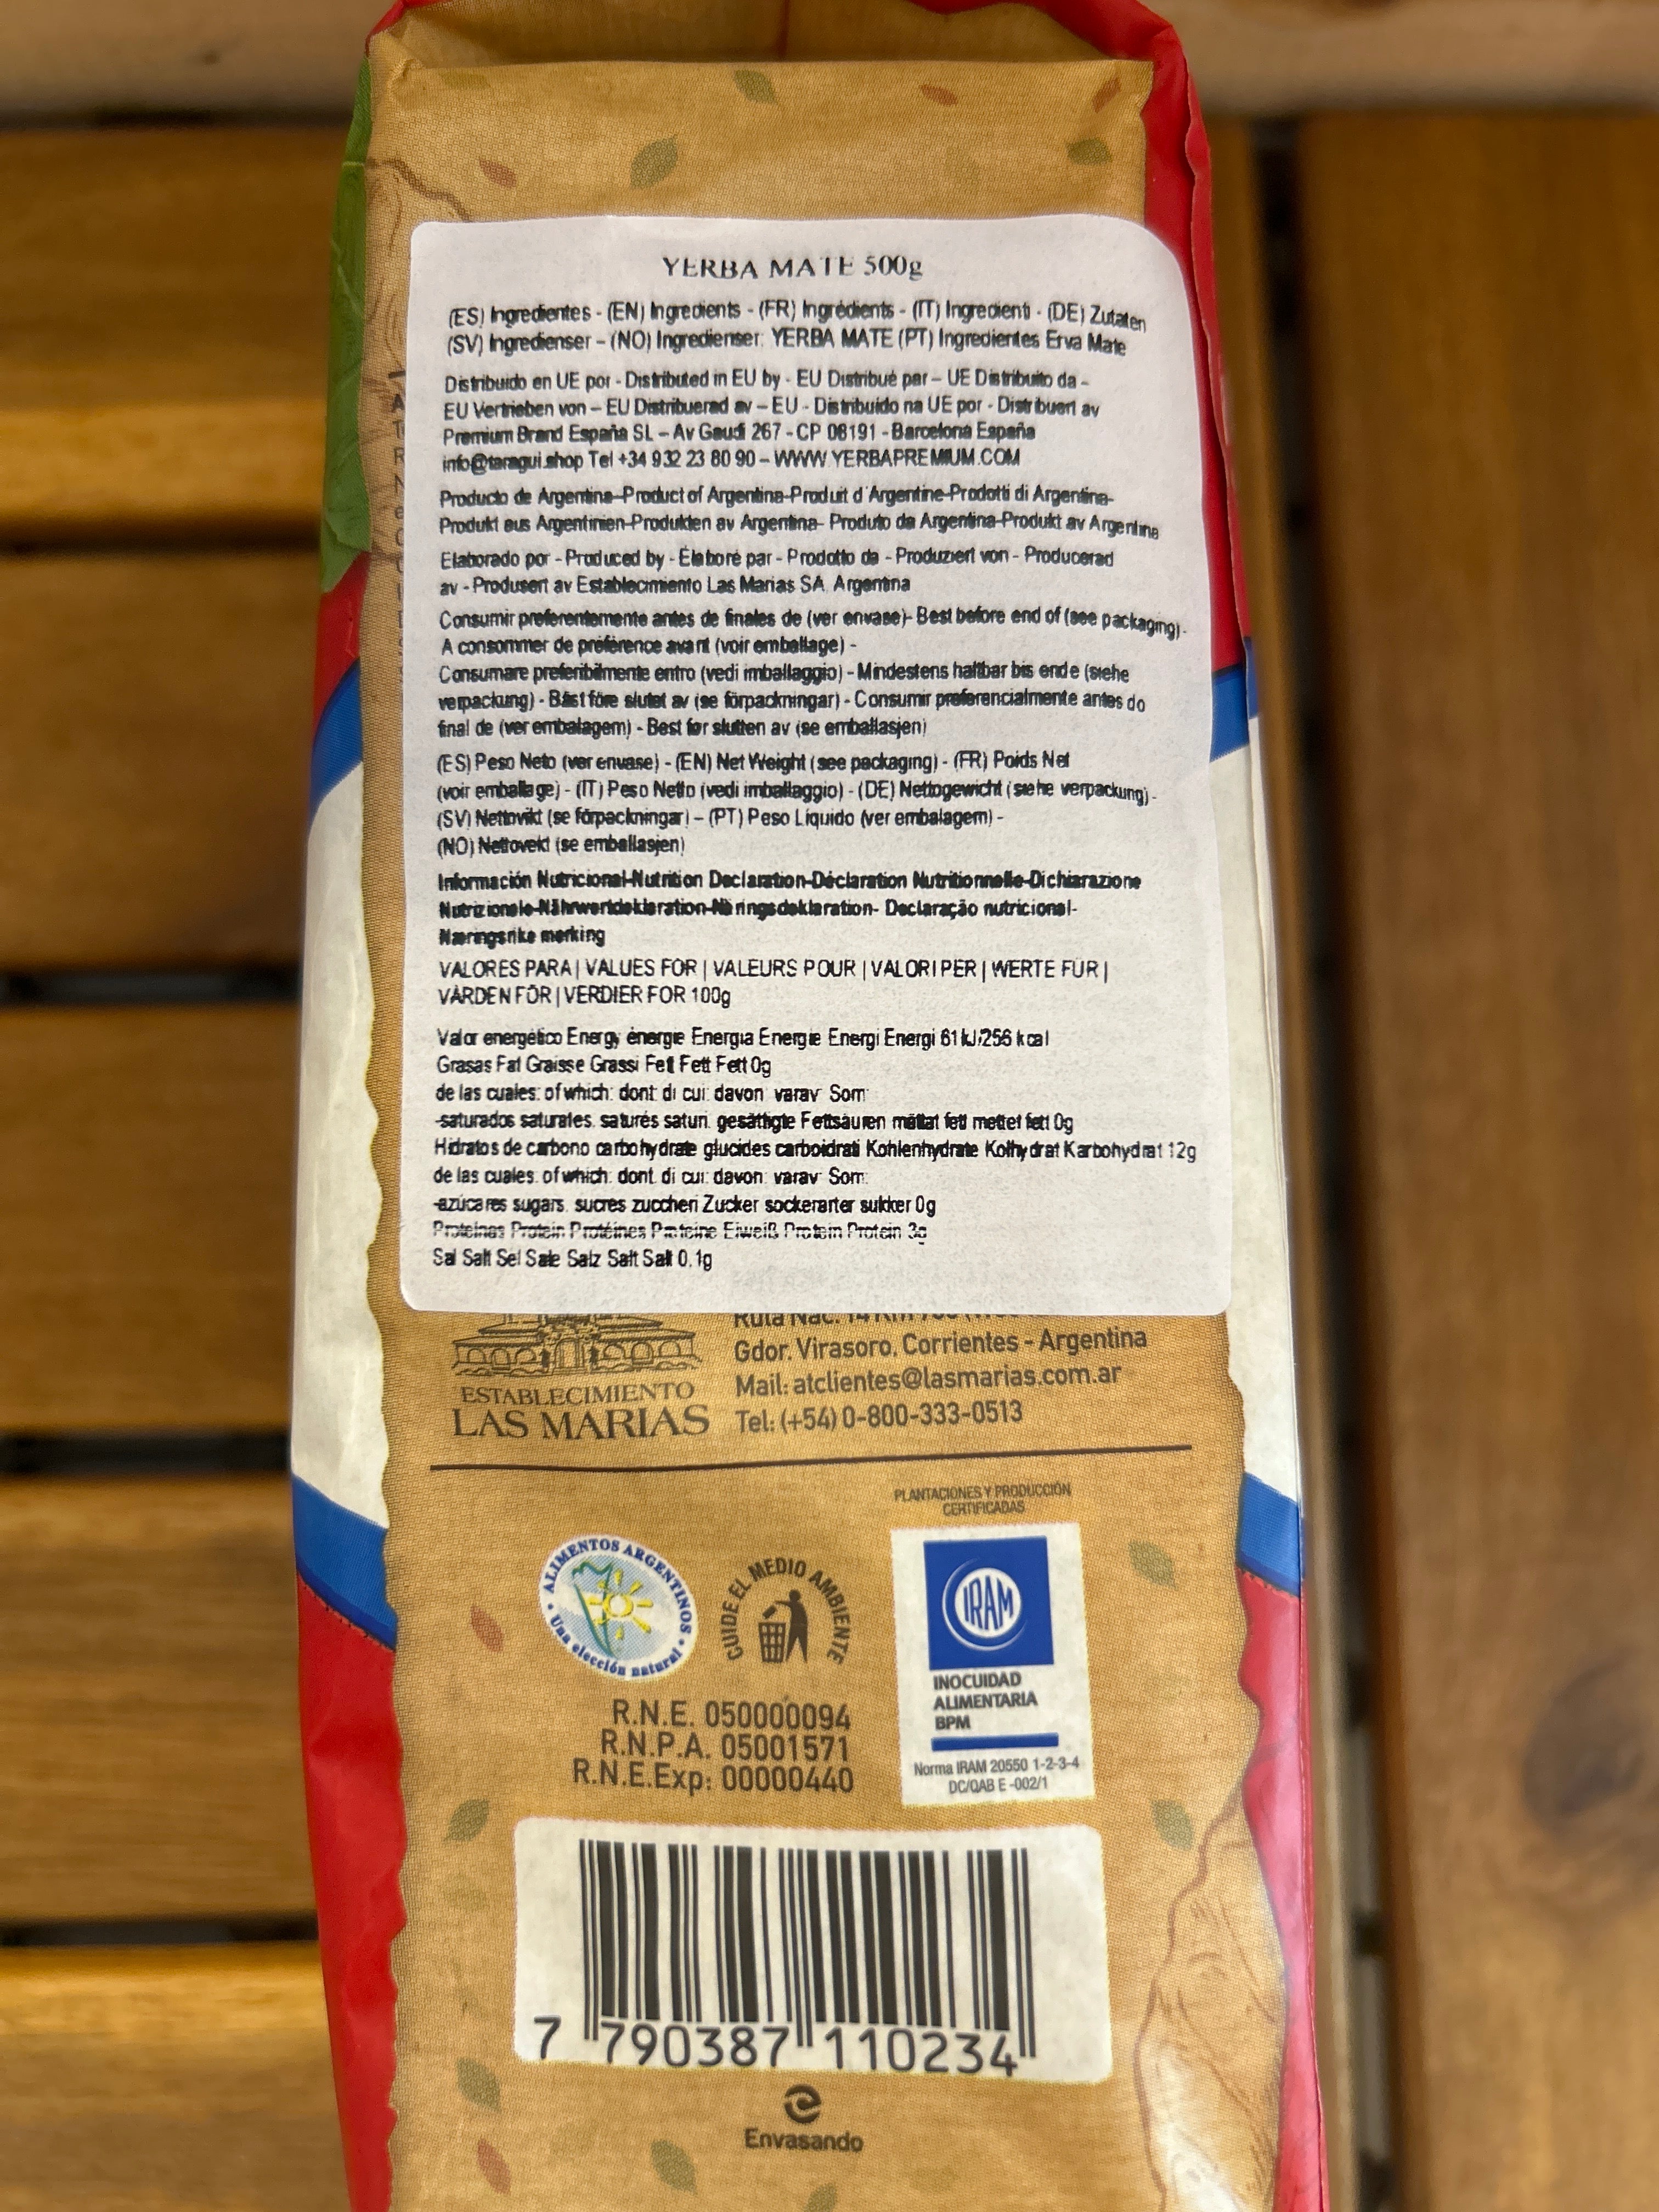 YERBA MATE 500g
(ES) Ingredientes - (EN) Ingredients - (FR) Ingrédients - (IT) Ingredienti - (DE) Zutaten
(SV) Ingredienser – (NO) Ingredienser: YERBA MATE (PT) Ingredientes Erva Mate
Distribuido en UE por - Distributed in EU by - EU Distribué par – UE Distribuito da -
EU Vertrieben von – EU Distribuerad av – EU - Distribuído na UE por - Distribuert av
Premium Brand España SL – Av Gaudí 267 - CP 08191 - Barcelona España
info@taragui.shop Tel +34 932 23 80 90 – WWW.YERBAPREMIUM.COM
Producto de Argentina-Product of Argentina-Produit d'Argentine-Prodotti di Argentina-
Produkt aus Argentinien-Produkten av Argentina- Produto da Argentina-Produkt av Argentina
Elaborado por - Produced by - Élaboré par - Prodotto da - Produziert von - Producerad
av - Produsert av Establecimiento Las Marias SA. Argentina
Consumir preferentemente antes de finales de (ver envase)- Best before end of (see packaging)-
A consommer de préférence avant (voir emballage) -
Consumare preferibilmente entro (vedi imballaggio) - Mindestens haltbar bis ende (siehe
verpackung) - Bäst före slutet av (se förpackningar) - Consumir preferencialmente antes do
final de (ver embalagem) - Best for slutten av (se emballasjen)
(ES) Peso Neto (ver envase) - (EN) Net Weight (see packaging) - (FR) Poids Net
(voir emballage) - (IT) Peso Netto (vedi imballaggio) - (DE) Nettogewicht (siehe verpackung) -
(SV) Nettovikt (se förpackningar) – (PT) Peso Líquido (ver embalagem) -
(NO) Nettovekt (se emballasjen)
Información Nutricional-Nutrition Declaration-Déclaration Nutritionnelle-Dichiarazione
Nutrizionale-Nährwertdeklaration-Näringsdeklaration- Declaração nutricional-
Næringsrike merking
VALORES PARA | VALUES FOR | VALEURS POUR | VALORI PER | WERTE FÜR |
VÄRDEN FÖR | VERDIER FOR 100g
Valor energético Energy énergie Energia Energie Energi Energi 61kJ/256 kcal
Grasas Fat Graisse Grassi Fett Fett Fett 0g
de las cuales: of which: dont: di cui: davon: varav: Som:
-saturados saturates. saturés saturi. gesättigte Fettsäuren mättat fett mettet fett 0g
Hidratos de carbono carbohydrate glucides carboidrati Kohlenhydrate Kolhydrat Karbohydrat 12g
de las cuales. of which: dont. di cui: davon: varav: Som:
-azúcares sugars. sucres zuccheri Zucker sockerarter sukker 0g
Proteínas Protein Protéines Proteine Eiweiß Protein Protein 3g
Sal Salt Sel Sale Salz Salt Salt 0.1g
Gdor. Virasoro, Corrientes - Argentina
Mail: atclientes@lasmarias.com.ar
Tel: (+54) 0-800-333-0513
ESTABLECIMIENTO
LAS MARIAS
PLANTACIONES Y PRODUCCIÓN
CERTIFICADAS
ALIMENTOS ARGENTINOS
Una elección natural
CUIDE EL MEDIO AMBIENTE
IRAM
INOCUIDAD
ALIMENTARIA
BPM
Norma IRAM 20550 1-2-3-4
DC/QAB E -002/1
R.N.E. 050000094
R.N.P.A. 05001571
R.N.E.Exp: 00000440
7 790387 110234
Envasando